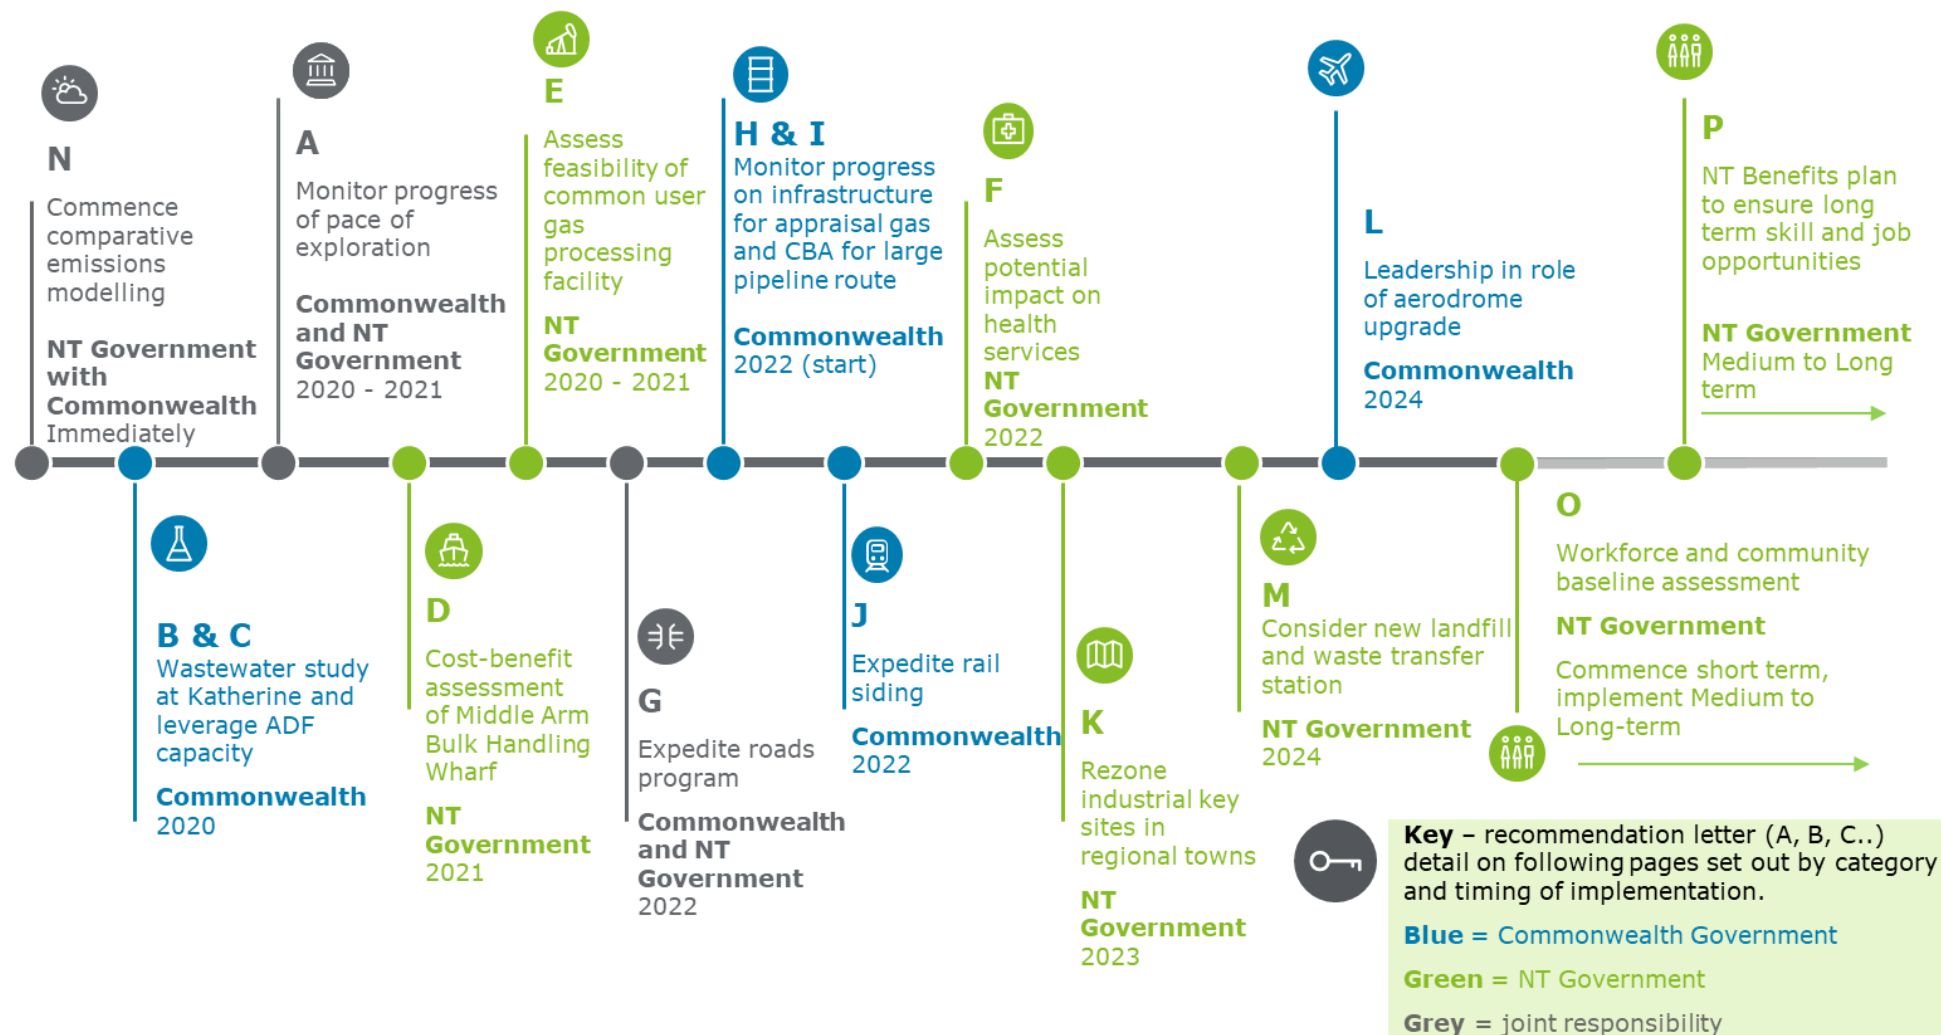 N
Commence
comparative
emissions
modelling
NT Government
with
Commonwealth
Immediately
B & C
Wastewater study
at Katherine and
leverage ADF
capacity
Commonwealth
2020
A
Monitor progress
of pace of
exploration
Commonwealth
and NT
Government
2020 - 2021
D
Cost-benefit
assessment
of Middle Arm
Bulk Handling
Wharf
NT
Government
2021
E
Assess
feasibility of
common user
gas
processing
facility
NT
Government
2020 - 2021
G
Expedite roads
program
Commonwealth
and NT
Government
2022
H & I
Monitor progress
on infrastructure
for appraisal gas
and CBA for large
pipeline route
Commonwealth
2022 (start)
J
Expedite rail
siding
Commonwealth
2022
F
Assess
potential
impact on
health
services
NT
Government
2022
K
Rezone
industrial key
sites in
regional towns
NT
Government
2023
M
Consider new landfill
and waste transfer
station
NT Government
2024
L
Leadership in role
of aerodrome
upgrade
Commonwealth
2024
O
Workforce and community
baseline assessment
NT Government
Commence short term,
implement Medium to
Long-term
P
NT Benefits plan
to ensure long
term skill and job
opportunities
NT Government
Medium to Long
term
Key – recommendation letter (A, B, C..)
detail on following pages set out by category
and timing of implementation.
Blue = Commonwealth Government
Green = NT Government
Grey = joint responsibility